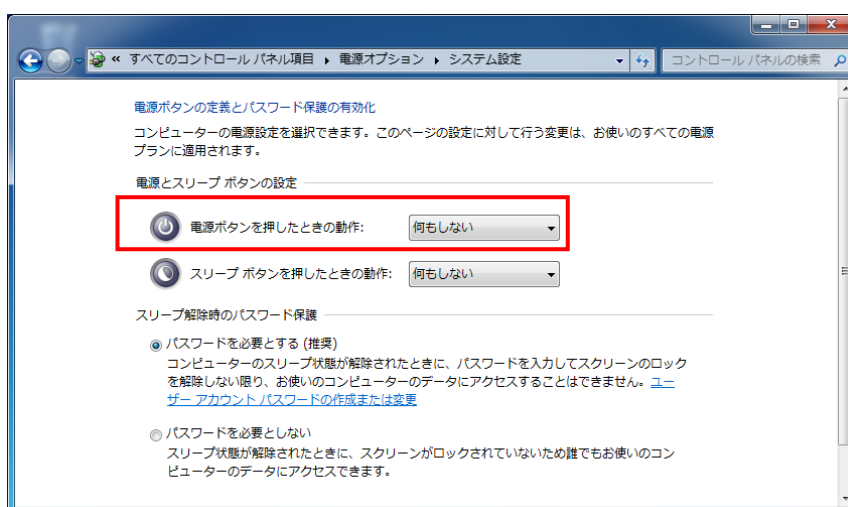 « すべてのコントロール パネル項目 ▸ 電源オプション ▸ システム設定
コントロール パネルの検索
電源ボタンの定義とパスワード保護の有効化
コンピューターの電源設定を選択できます。このページの設定に対して行う変更は、お使いのすべての電源
プランに適用されます。
電源とスリープ ボタンの設定
電源ボタンを押したときの動作: 何もしない
スリープ ボタンを押したときの動作: 何もしない
スリープ解除時のパスワード保護
パスワードを必要とする (推奨)
コンピューターのスリープ状態が解除されたときに、パスワードを入力してスクリーンのロック
を解除しない限り、お使いのコンピューターのデータにアクセスすることはできません。ユー
ザー アカウント パスワードの作成または変更
パスワードを必要としない
スリープ状態が解除されたときに、スクリーンがロックされていないため誰でもお使いのコン
ピューターのデータにアクセスできます。